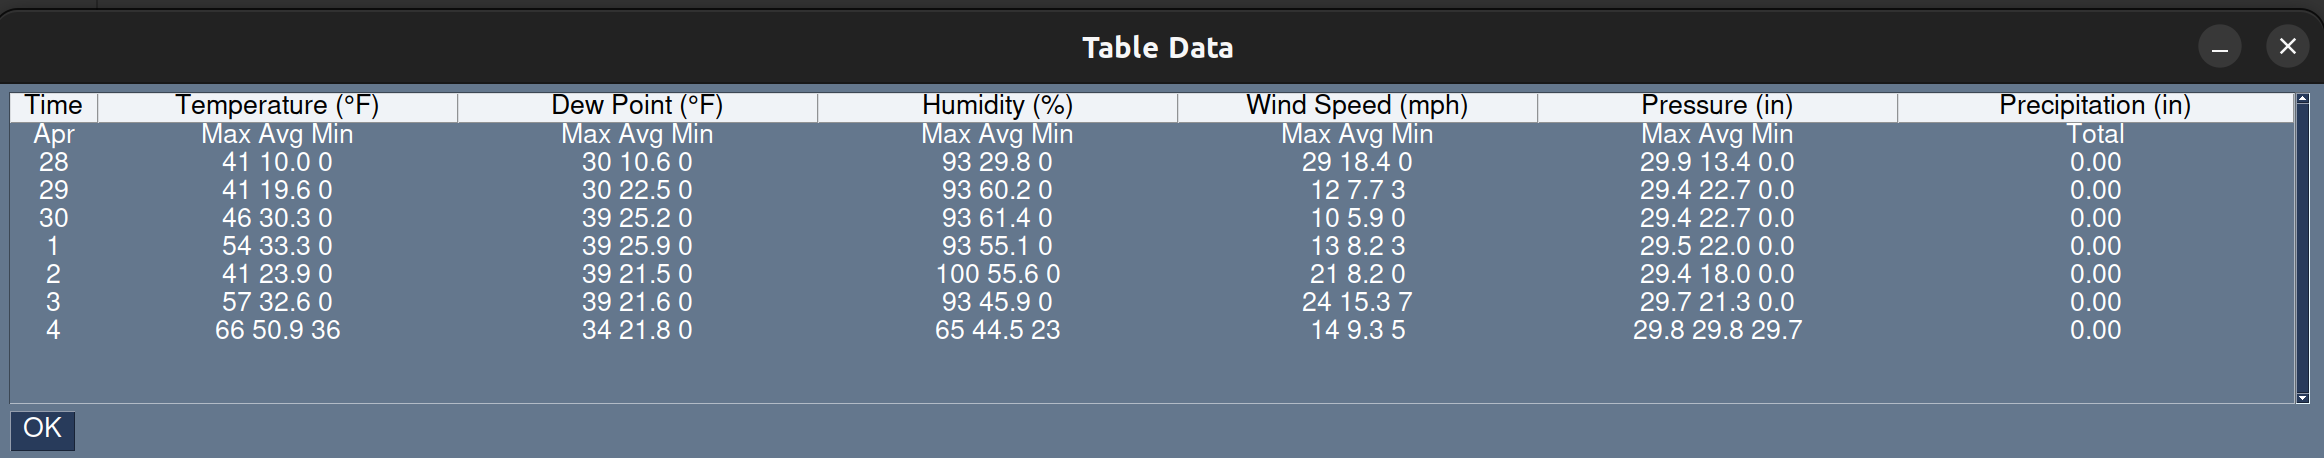 Table Data
Time Temperature (°F) Dew Point (°F) Humidity (%) Wind Speed (mph) Pressure (in) Precipitation (in)
Apr Max Avg Min Max Avg Min Max Avg Min Max Avg Min Max Avg Min Total
28 41 10.0 0 30 10.6 0 93 29.8 0 29 18.4 0 29.9 13.4 0.0 0.00
29 41 19.6 0 30 22.5 0 93 60.2 0 12 7.7 3 29.4 22.7 0.0 0.00
30 46 30.3 0 39 25.2 0 93 61.4 0 10 5.9 0 29.4 22.7 0.0 0.00
1 54 33.3 0 39 25.9 0 93 55.1 0 13 8.2 3 29.5 22.0 0.0 0.00
2 41 23.9 0 39 21.5 0 100 55.6 0 21 8.2 0 29.4 18.0 0.0 0.00
3 57 32.6 0 39 21.6 0 93 45.9 0 24 15.3 7 29.7 21.3 0.0 0.00
4 66 50.9 36 34 21.8 0 65 44.5 23 14 9.3 5 29.8 29.8 29.7 0.00
OK